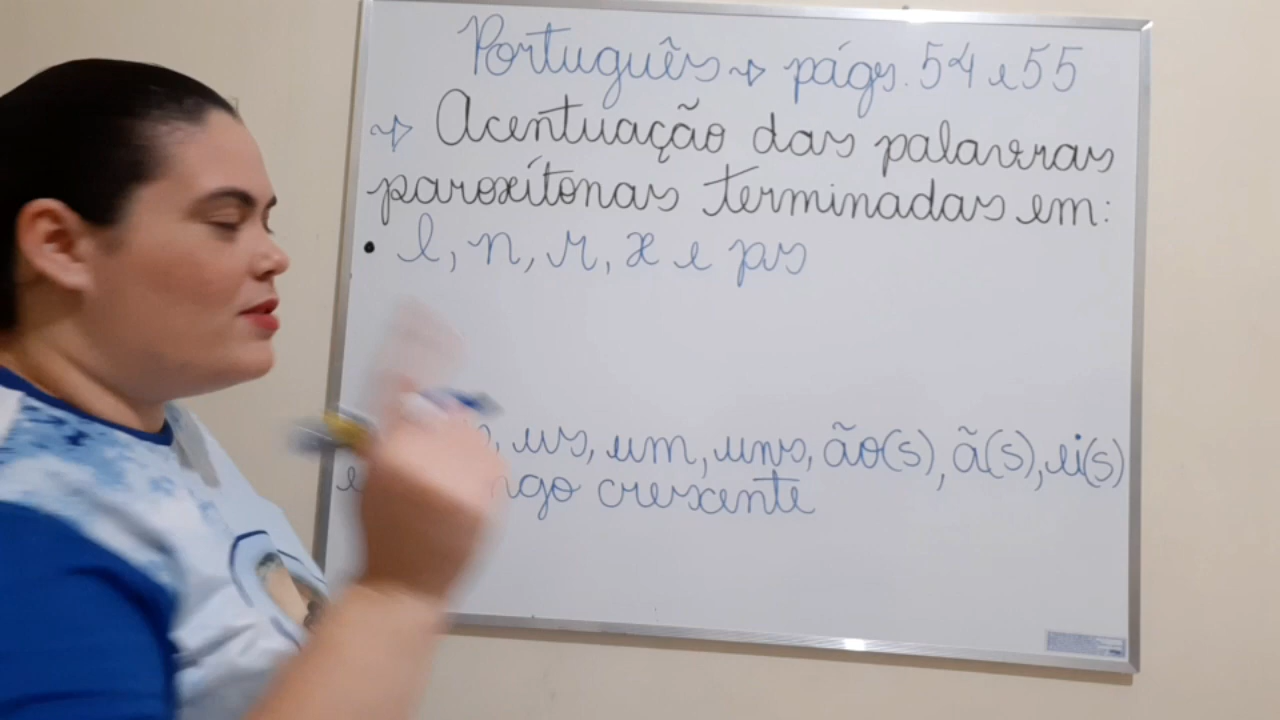 Português → págs. 54 e 55
→ Acentuação das palavras
paroxítonas terminadas em:
• l, n, r, x e ps
us, um, uns, ão(s), ã(s), ei(s)
crescente